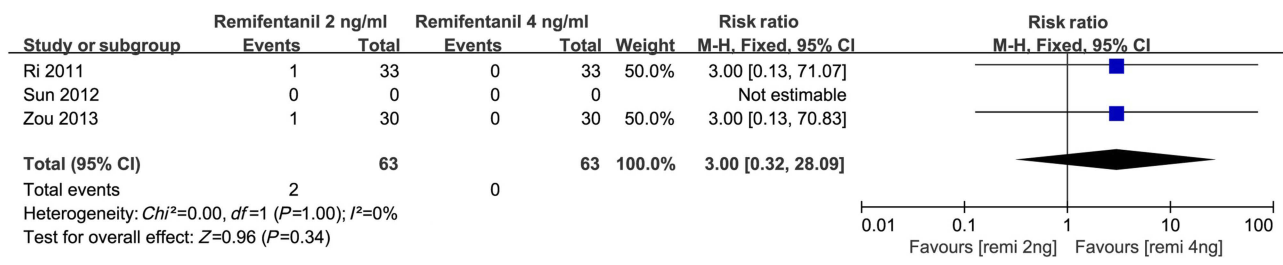 Remifentanil 2 ng/ml Remifentanil 4 ng/ml Risk ratio Risk ratio
Study or subgroup Events Total Events Total Weight M-H, Fixed, 95% CI M-H, Fixed, 95% CI
Ri 2011 1 33 0 33 50.0% 3.00 [0.13, 71.07]
Sun 2012 0 0 0 0 Not estimable
Zou 2013 1 30 0 30 50.0% 3.00 [0.13, 70.83]
Total (95% CI) 63 63 100.0% 3.00 [0.32, 28.09]
Total events 2 0
Heterogeneity: Chi²=0.00, df=1 (P=1.00); I²=0%
Test for overall effect: Z=0.96 (P=0.34)
0.01 0.1 1 10 100
Favours [remi 2ng] Favours [remi 4ng]